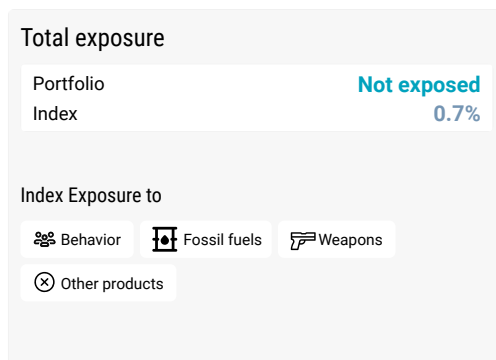 Total exposure
Portfolio Not exposed
Index 0.7%
Index Exposure to
Behavior Fossil fuels Weapons
Other products